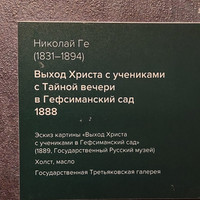 Николай Ге
(1831–1894)
Выход Христа с учениками
с Тайной вечери
в Гефсиманский сад
1888
Эскиз картины «Выход Христа
с учениками в Гефсиманский сад»
(1889, Государственный Русский музей)
Холст, масло
Государственная Третьяковская галерея